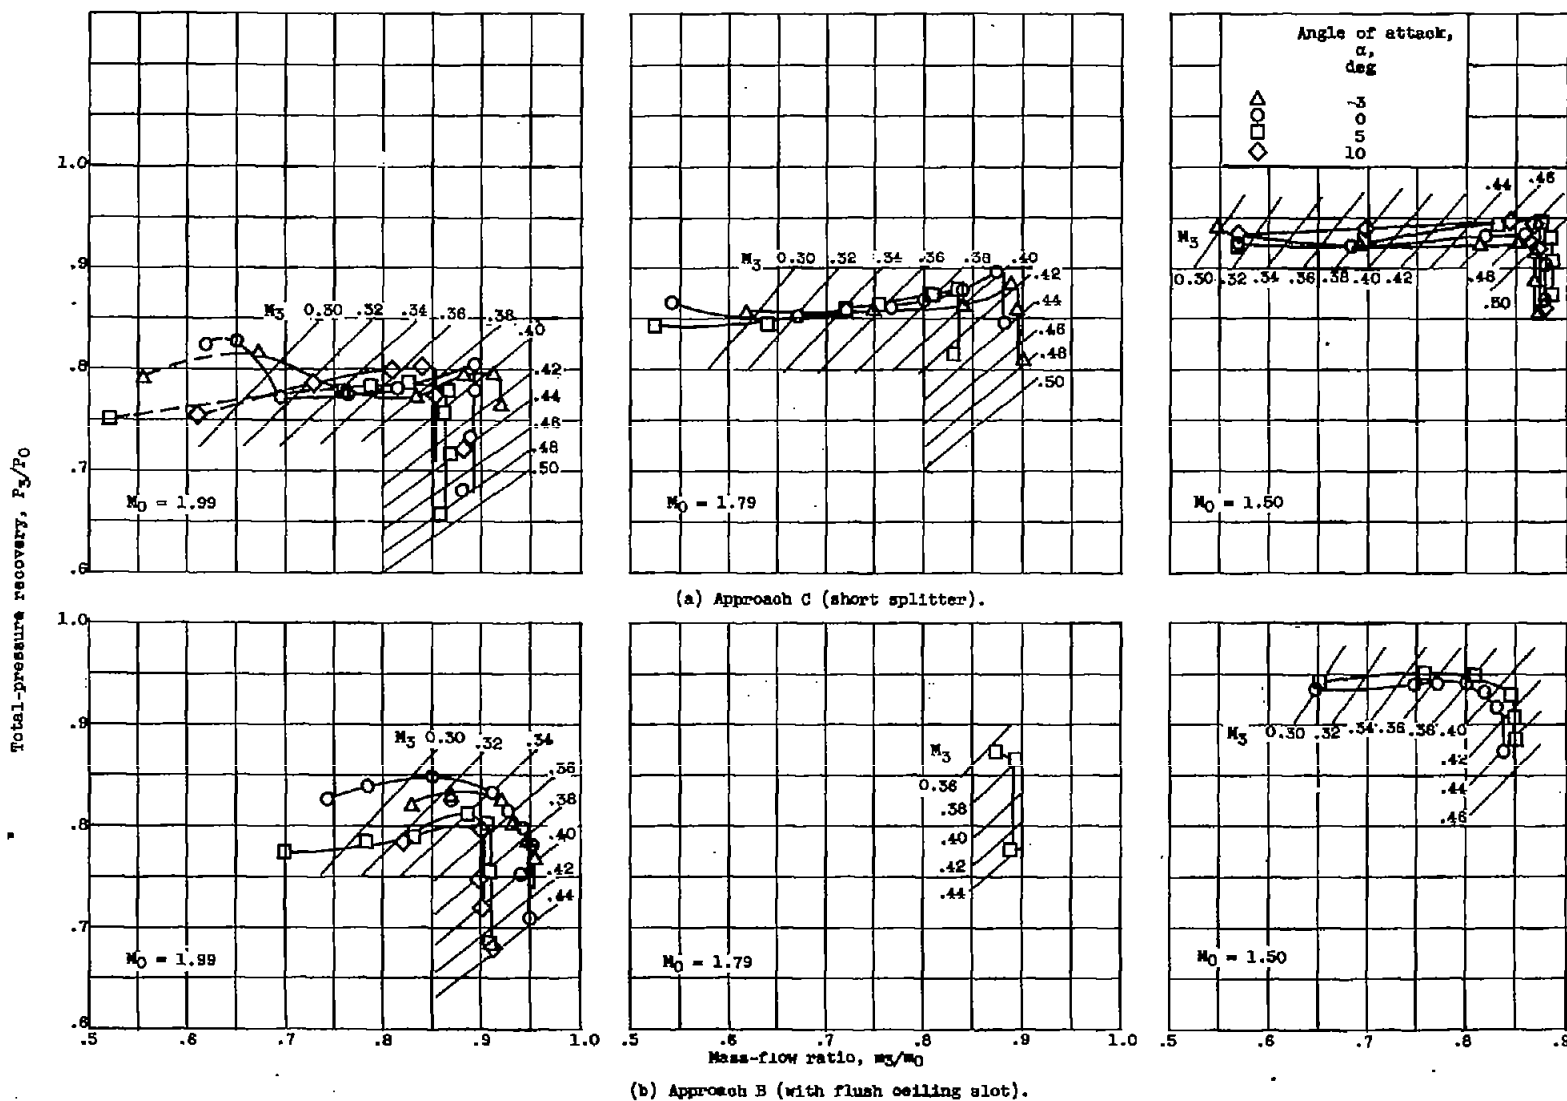 Angle of attack,
α,
deg
-3
0
5
10
1.0
.9
.8
.7
.6
M3 0.30 .32 .34 .36 .38 .40
.42
.44
.46
.48
.50
M0 = 1.99
M3 0.30 .32 .34 .36 .38 .40
.42
.44
.46
.48
.50
M0 = 1.79
.44 .46
M3
0.30 .32 .34 .36 .38 .40 .42 .48
.50
M0 = 1.50
(a) Approach C (short splitter).
Total-pressure recovery, P3/P0
1.0
.9
.8
.7
.6
M3 0.30 .32 .34
.36
.38
.40
.42
.44
M0 = 1.99
M3
0.36
.38
.40
.42
.44
M0 = 1.79
M3 0.30 .32 .34 .36 .38 .40
.42
.44
.46
M0 = 1.50
.5 .6 .7 .8 .9 1.0
.5 .6 .7 .8 .9 1.0
.5 .6 .7 .8 .9
Mass-flow ratio, m3/m0
(b) Approach B (with flush ceiling slot).